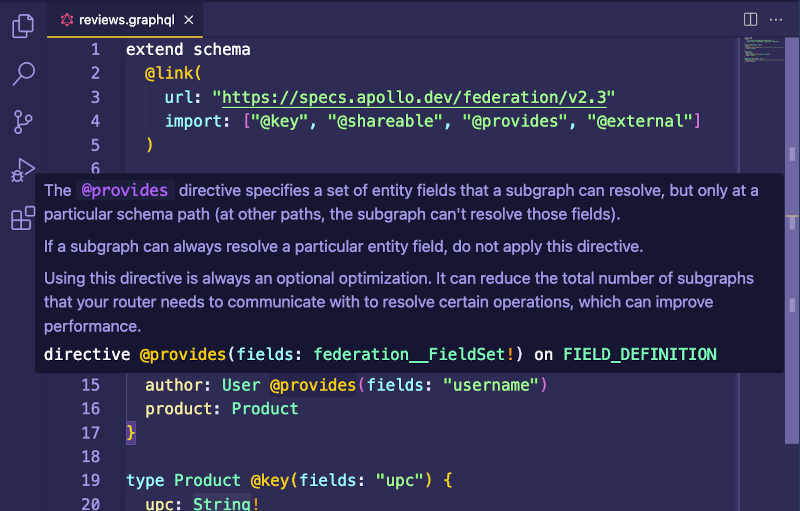 reviews.graphql
1 extend schema
2 @link(
3 url: "https://specs.apollo.dev/federation/v2.3"
4 import: ["@key", "@shareable", "@provides", "@external"]
5 )
6
The @provides directive specifies a set of entity fields that a subgraph can resolve, but only at a
particular schema path (at other paths, the subgraph can't resolve those fields).
If a subgraph can always resolve a particular entity field, do not apply this directive.
Using this directive is always an optional optimization. It can reduce the total number of subgraphs
that your router needs to communicate with to resolve certain operations, which can improve
performance.
directive @provides(fields: federation__FieldSet!) on FIELD_DEFINITION
15 author: User @provides(fields: "username")
16 product: Product
17 }
18
19 type Product @key(fields: "upc") {
20 upc: String!